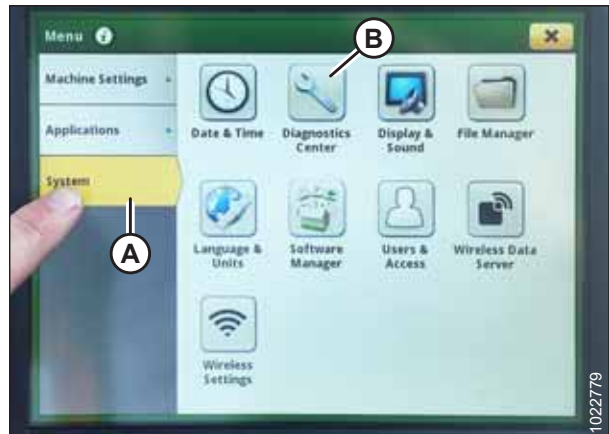 Menu i
B
Machine Settings
Applications
System
A
Date & Time
Diagnostics
Center
Display &
Sound
File Manager
Language &
Units
Software
Manager
Users &
Access
Wireless Data
Server
Wireless
Settings
1022779